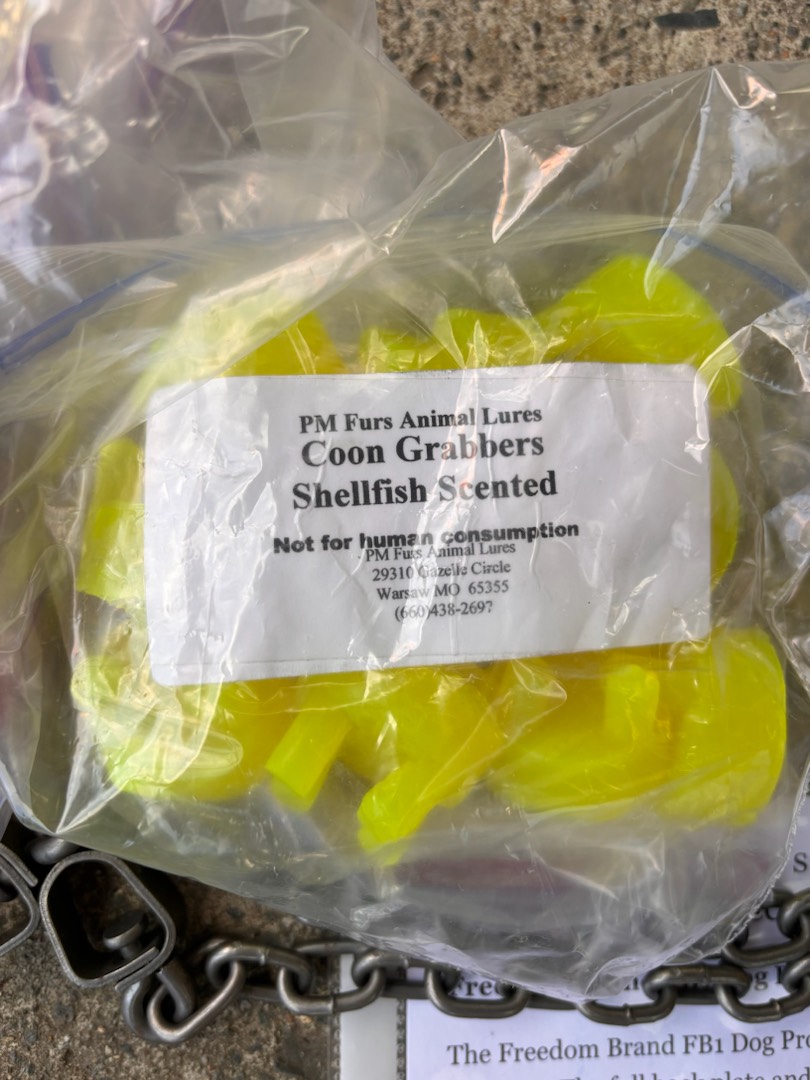 PM Furs Animal Lures
Coon Grabbers
Shellfish Scented
Not for human consumption
PM Furs Animal Lures
29310 Gazelle Circle
Warsaw MO 65355
(660)438-2697
The Freedom Brand FB1 Dog Pro